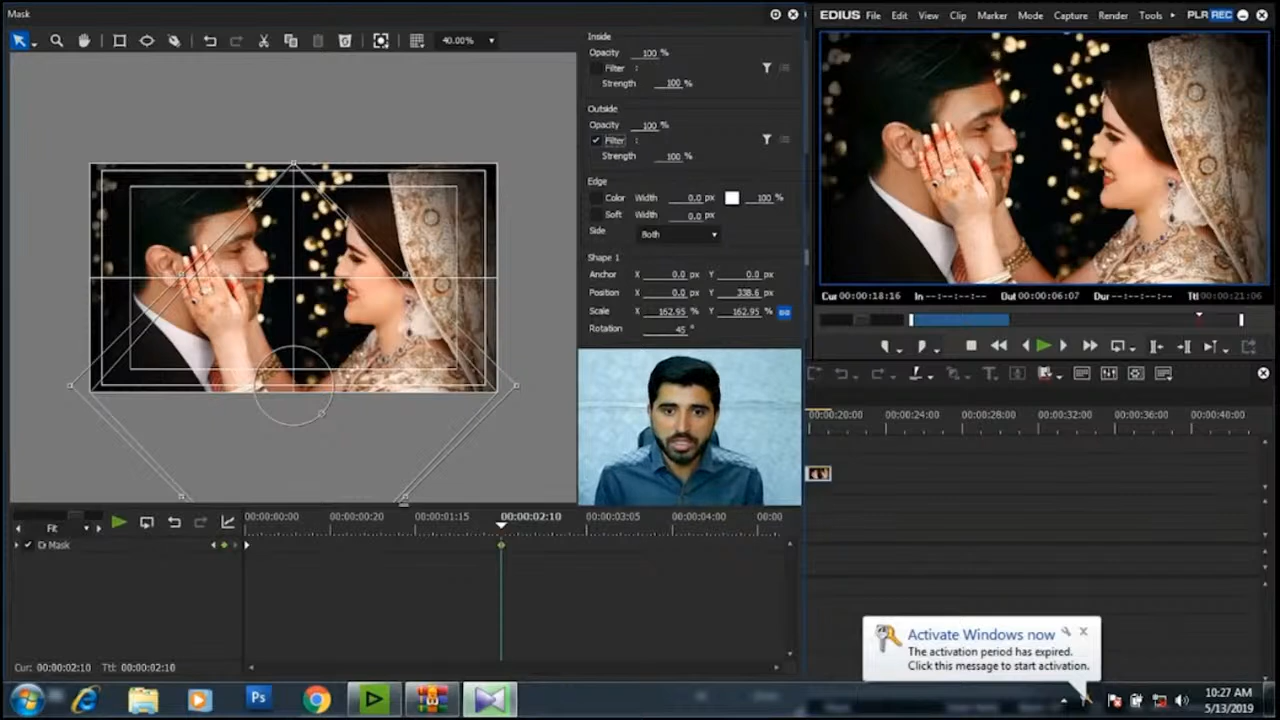 Mask
40.00%
Inside
Opacity 100 %
Filter :
Strength 100 %
Outside
Opacity 100 %
Filter :
Strength 100 %
Edge
Color Width 0.0 px 100 %
Soft Width 0.0 px
Side Both
Shape 1
Anchor X 0.0 px Y 0.0 px
Position X 0.0 px Y 338.6 px
Scale X 162.95 % Y 162.95 %
Rotation 45 °
EDIUS File Edit View Clip Marker Mode Capture Render Tools PLR REC
Cur 00:00:18:16 In --:--:--:-- Out 00:00:06:07 Dur --:--:--:-- Ttl 00:00:21:06
00:00:20:00 00:00:24:00 00:00:28:00 00:00:32:00 00:00:36:00 00:00:40:00
Fit
00:00:00:00 00:00:00:20 00:00:01:15 00:00:02:10 00:00:03:05 00:00:04:00 00:00
Mask
Cur: 00:00:02:10 Ttl: 00:00:02:10
Activate Windows now
The activation period has expired.
Click this message to start activation.
Ps
10:27 AM
5/13/2019